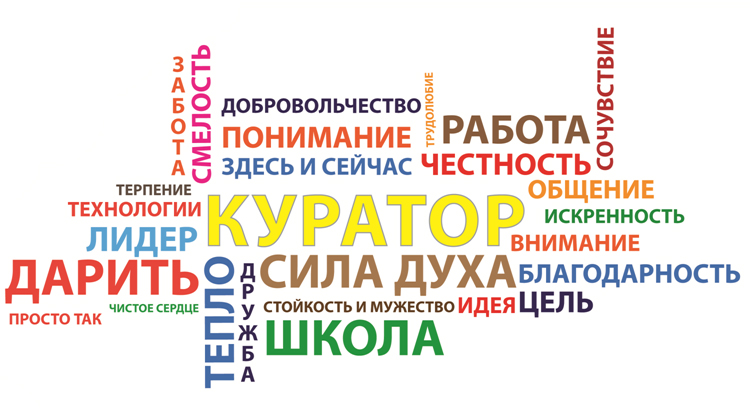 ЗАБОТА
СМЕЛОСТЬ
ДОБРОВОЛЬЧЕСТВО
ТРУДОЛЮБИЕ
РАБОТА
СОЧУВСТВИЕ
ПОНИМАНИЕ
ЗДЕСЬ И СЕЙЧАС
ЧЕСТНОСТЬ
ТЕРПЕНИЕ
ОБЩЕНИЕ
ТЕХНОЛОГИИ
КУРАТОР
ИСКРЕННОСТЬ
ЛИДЕР
ВНИМАНИЕ
ДАРИТЬ
ТЕПЛО
ДРУЖБА
СИЛА ДУХА
БЛАГОДАРНОСТЬ
ЧИСТОЕ СЕРДЦЕ
СТОЙКОСТЬ И МУЖЕСТВО
ИДЕЯ
ЦЕЛЬ
ПРОСТО ТАК
ШКОЛА